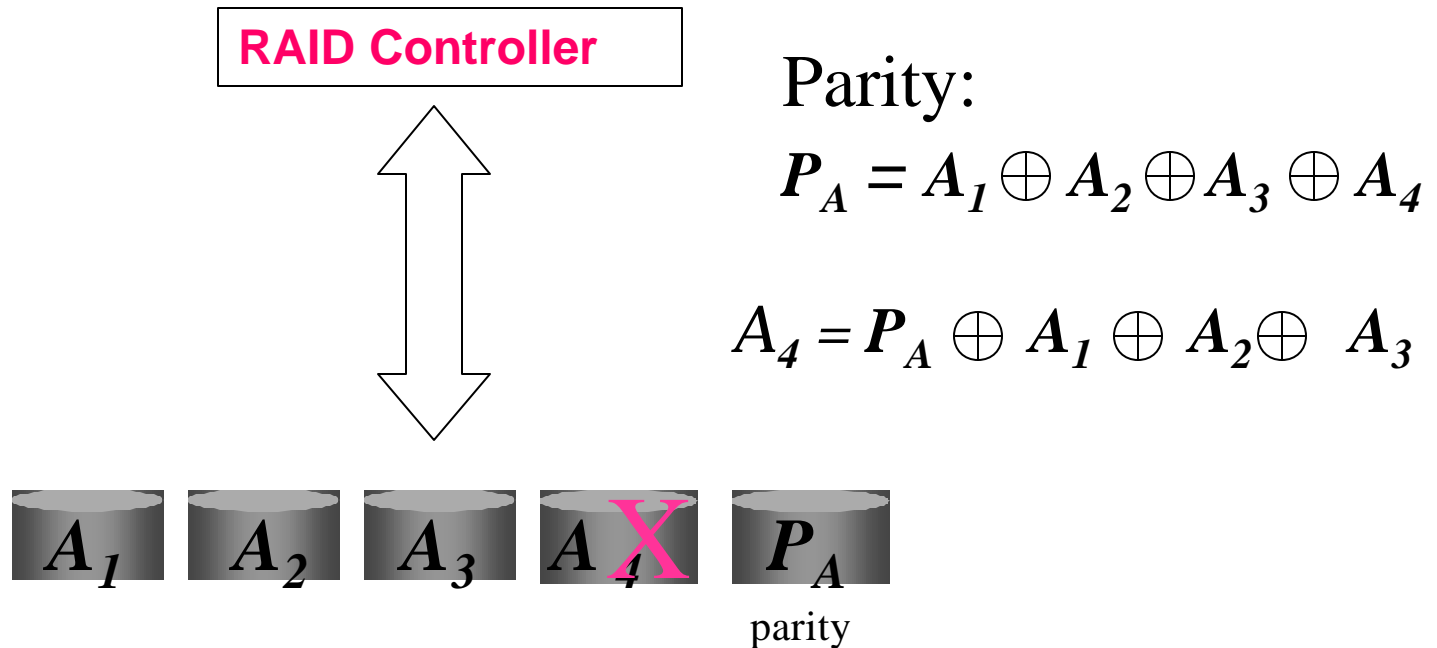 RAID Controller
Parity:
P_A = A_1 ⊕ A_2 ⊕ A_3 ⊕ A_4
A_4 = P_A ⊕ A_1 ⊕ A_2 ⊕ A_3
A_1 A_2 A_3 A_4 X P_A
parity